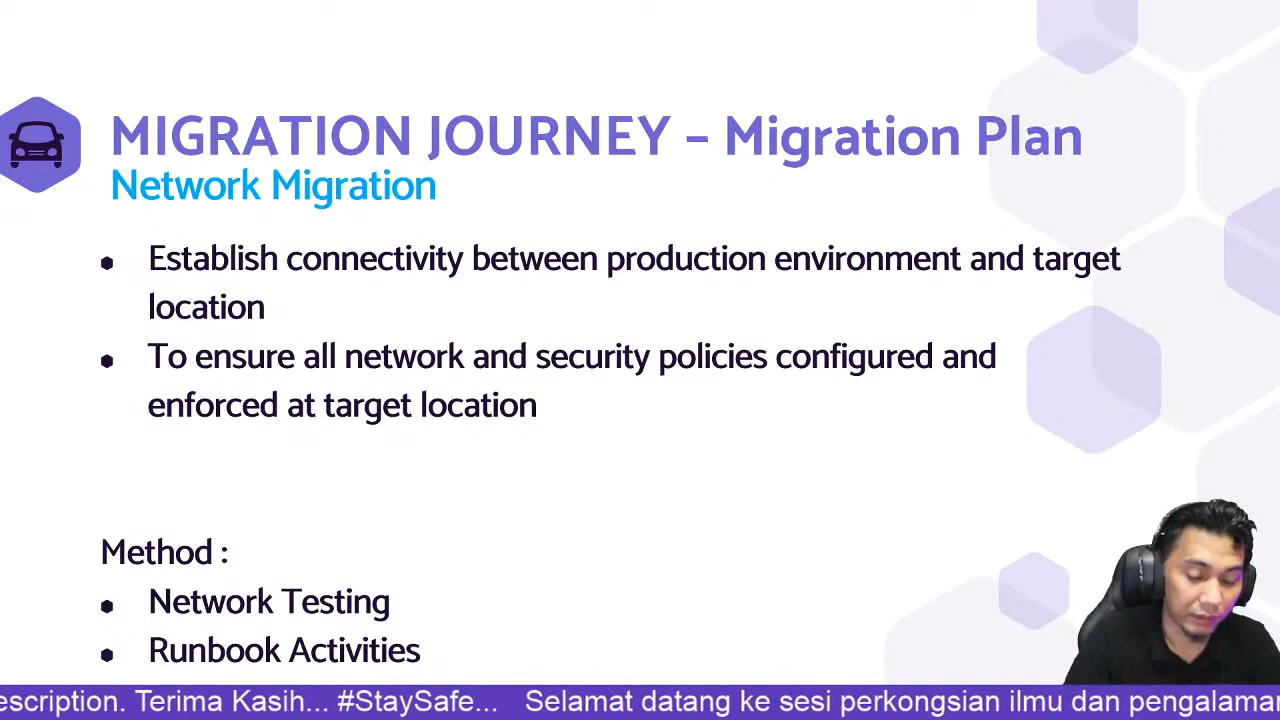 MIGRATION JOURNEY – Migration Plan
Network Migration
Establish connectivity between production environment and target
location
To ensure all network and security policies configured and
enforced at target location
Method :
Network Testing
Runbook Activities
Terima Kasih... #StaySafe... Selamat datang ke sesi perkongsian ilmu dan